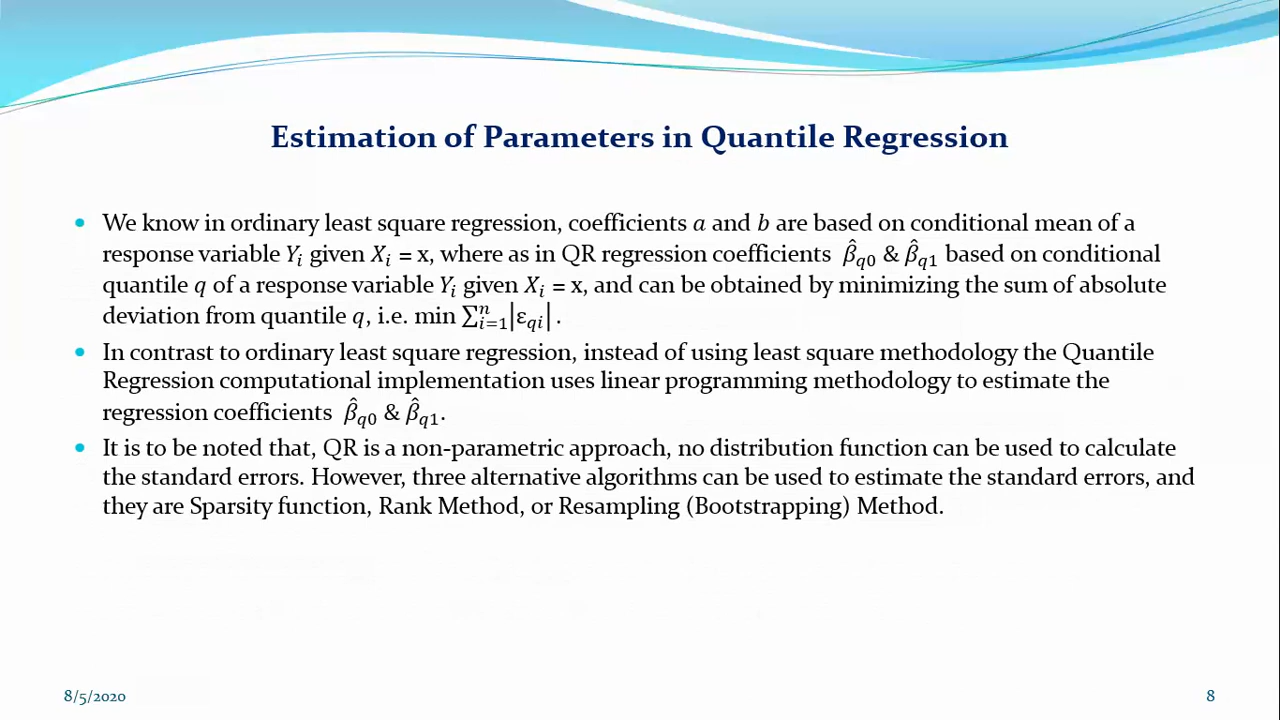 Estimation of Parameters in Quantile Regression
• We know in ordinary least square regression, coefficients a and b are based on conditional mean of a
response variable Yᵢ given Xᵢ = x, where as in QR regression coefficients β̂_q0 & β̂_q1 based on conditional
quantile q of a response variable Yᵢ given Xᵢ = x, and can be obtained by minimizing the sum of absolute
deviation from quantile q, i.e. min ∑ⁿᵢ₌₁|ε_qi| .
• In contrast to ordinary least square regression, instead of using least square methodology the Quantile
Regression computational implementation uses linear programming methodology to estimate the
regression coefficients β̂_q0 & β̂_q1.
• It is to be noted that, QR is a non-parametric approach, no distribution function can be used to calculate
the standard errors. However, three alternative algorithms can be used to estimate the standard errors, and
they are Sparsity function, Rank Method, or Resampling (Bootstrapping) Method.
8/5/2020
8